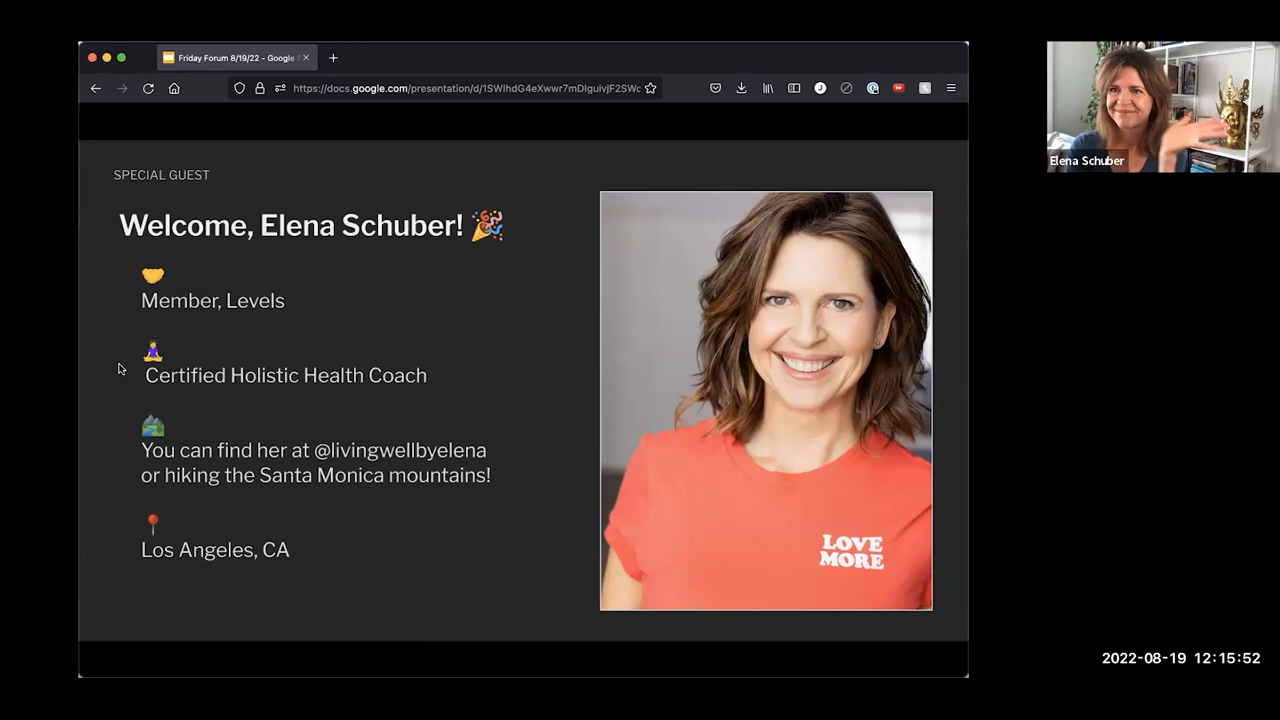 Friday Forum 8/19/22 - Google S
https://docs.google.com/presentation/d/1SWIhdG4eXwwr7mDIguivjF2SWc
SPECIAL GUEST
Welcome, Elena Schuber! 🎉
Member, Levels
Certified Holistic Health Coach
You can find her at @livingwellbyelena
or hiking the Santa Monica mountains!
Los Angeles, CA
LOVE
MORE
Elena Schuber
2022-08-19 12:15:52